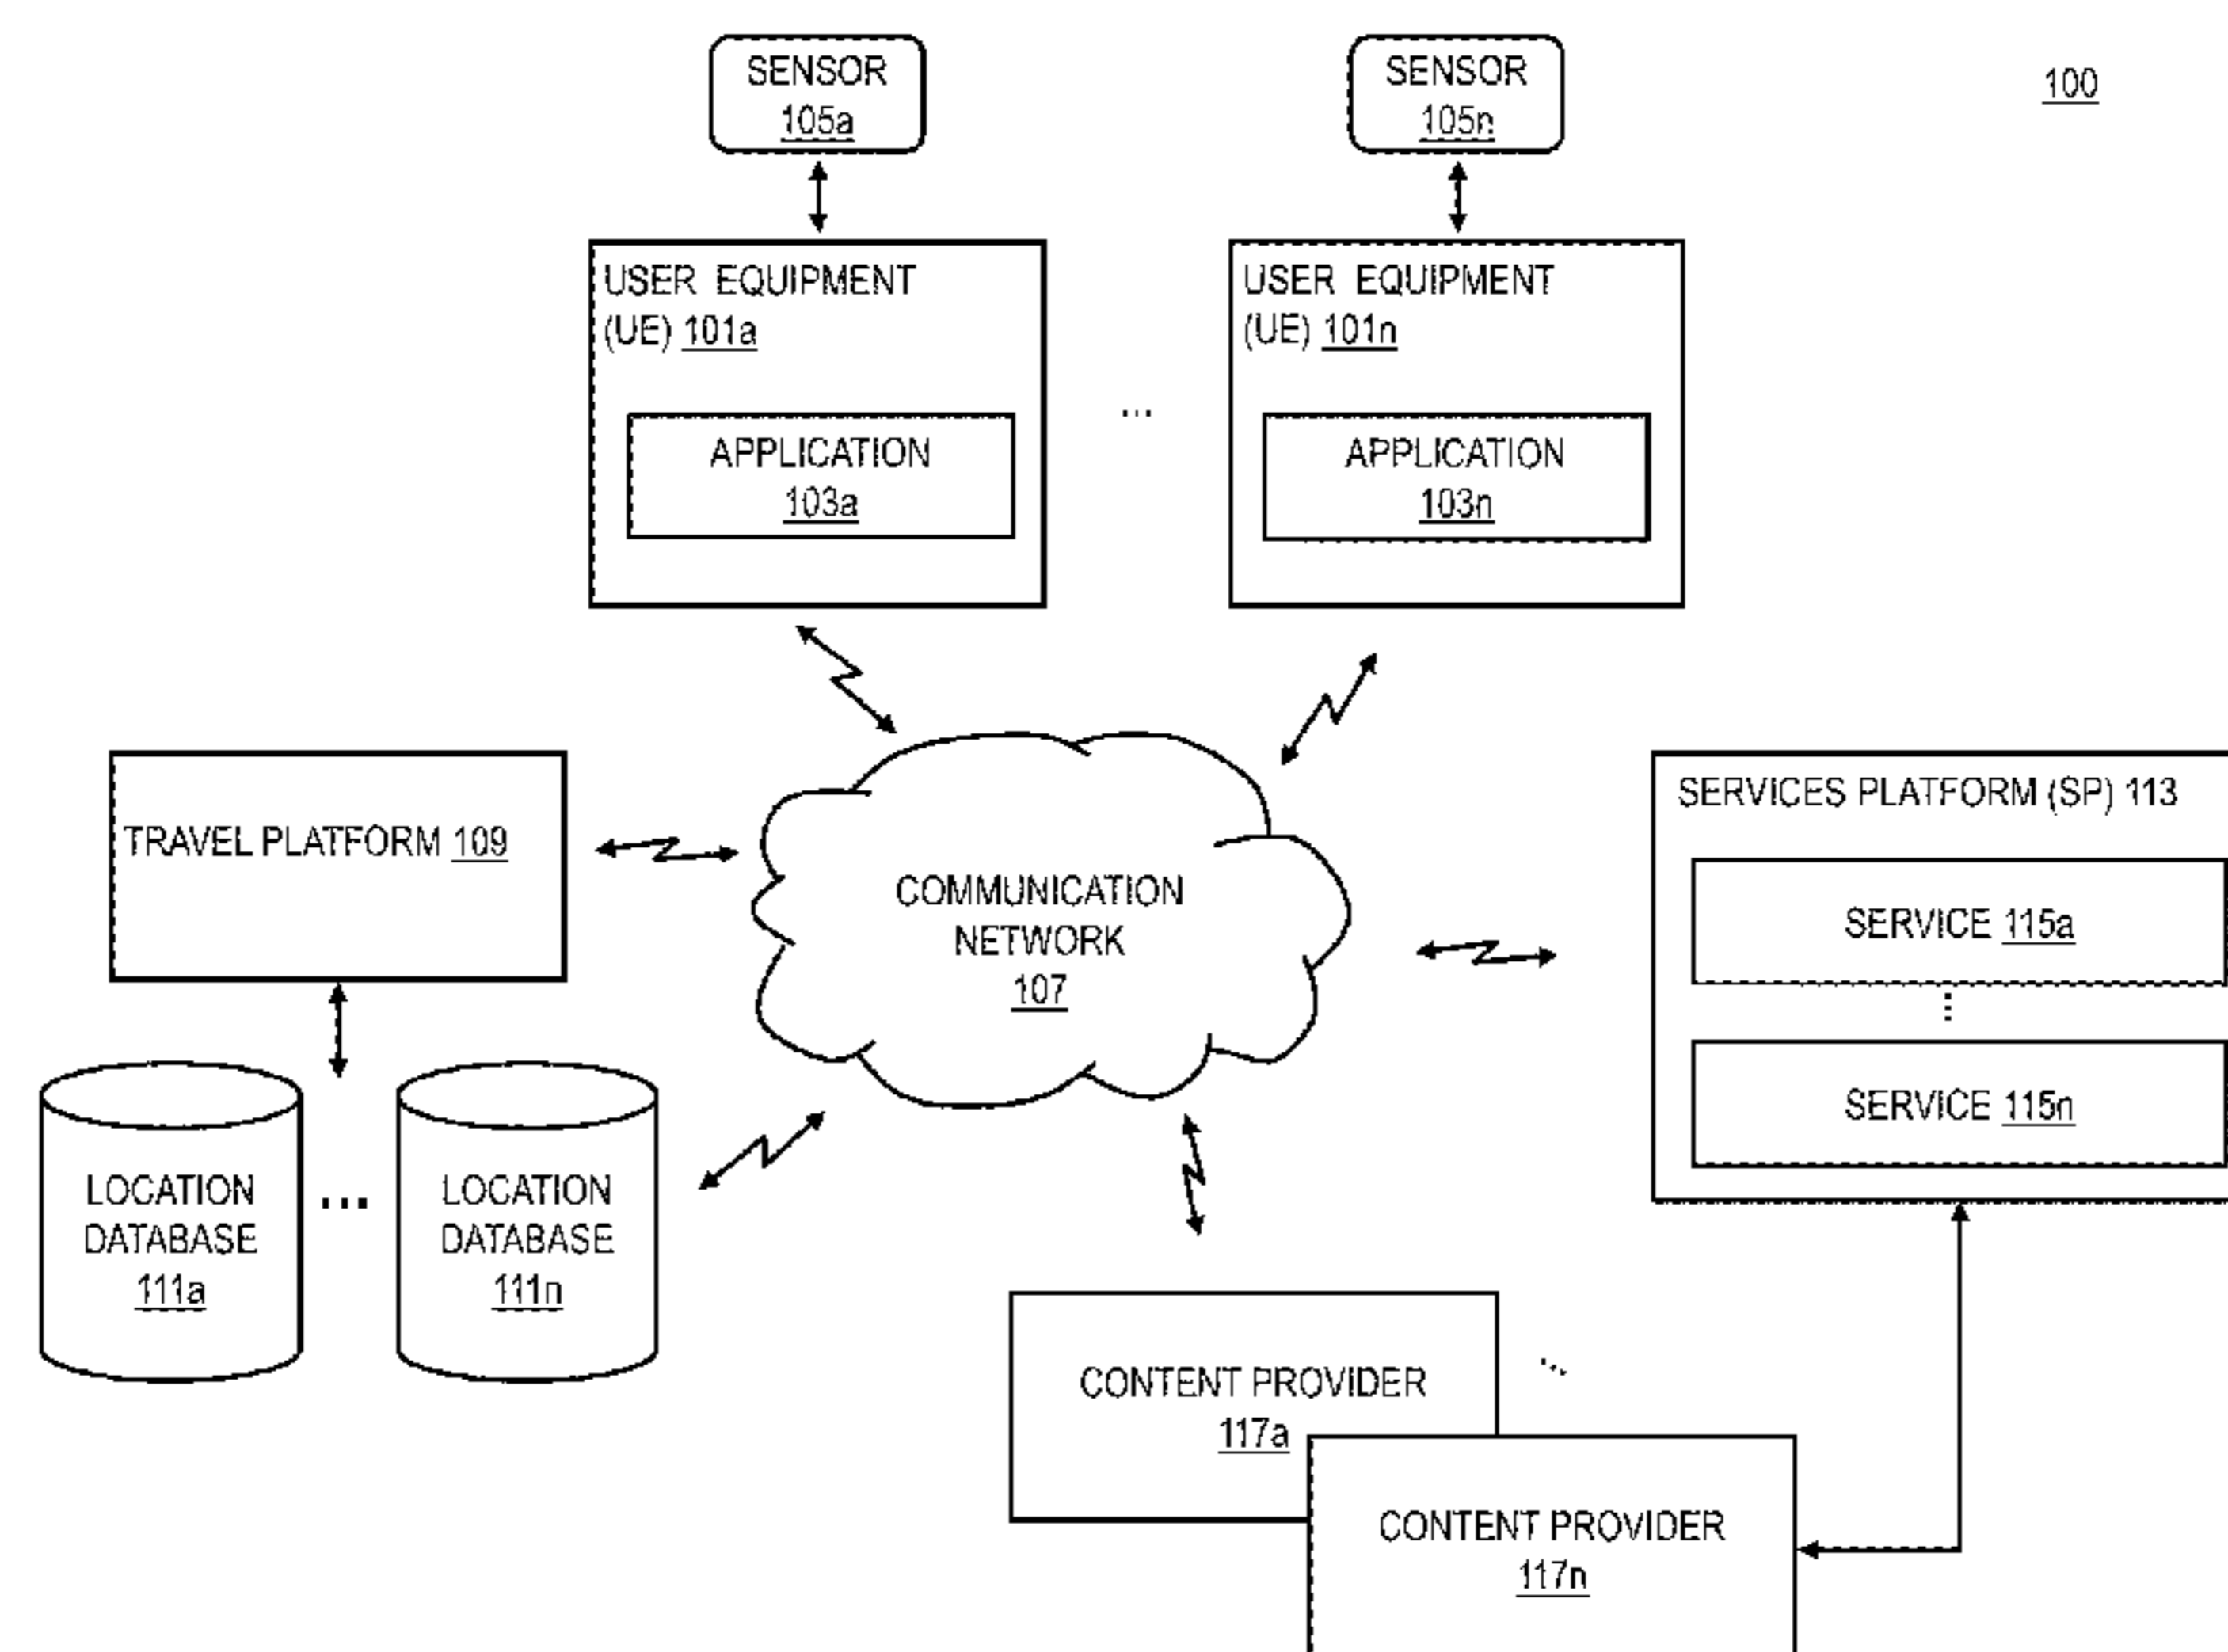 SENSOR
105a
SENSOR
105n
100
USER EQUIPMENT
(UE) 101a
USER EQUIPMENT
(UE) 101n
...
APPLICATION
103a
APPLICATION
103n
TRAVEL PLATFORM 109
COMMUNICATION
NETWORK
107
SERVICES PLATFORM (SP) 113
SERVICE 115a
...
SERVICE 115n
LOCATION
DATABASE
111a
...
LOCATION
DATABASE
111n
CONTENT PROVIDER
117a
...
CONTENT PROVIDER
117n